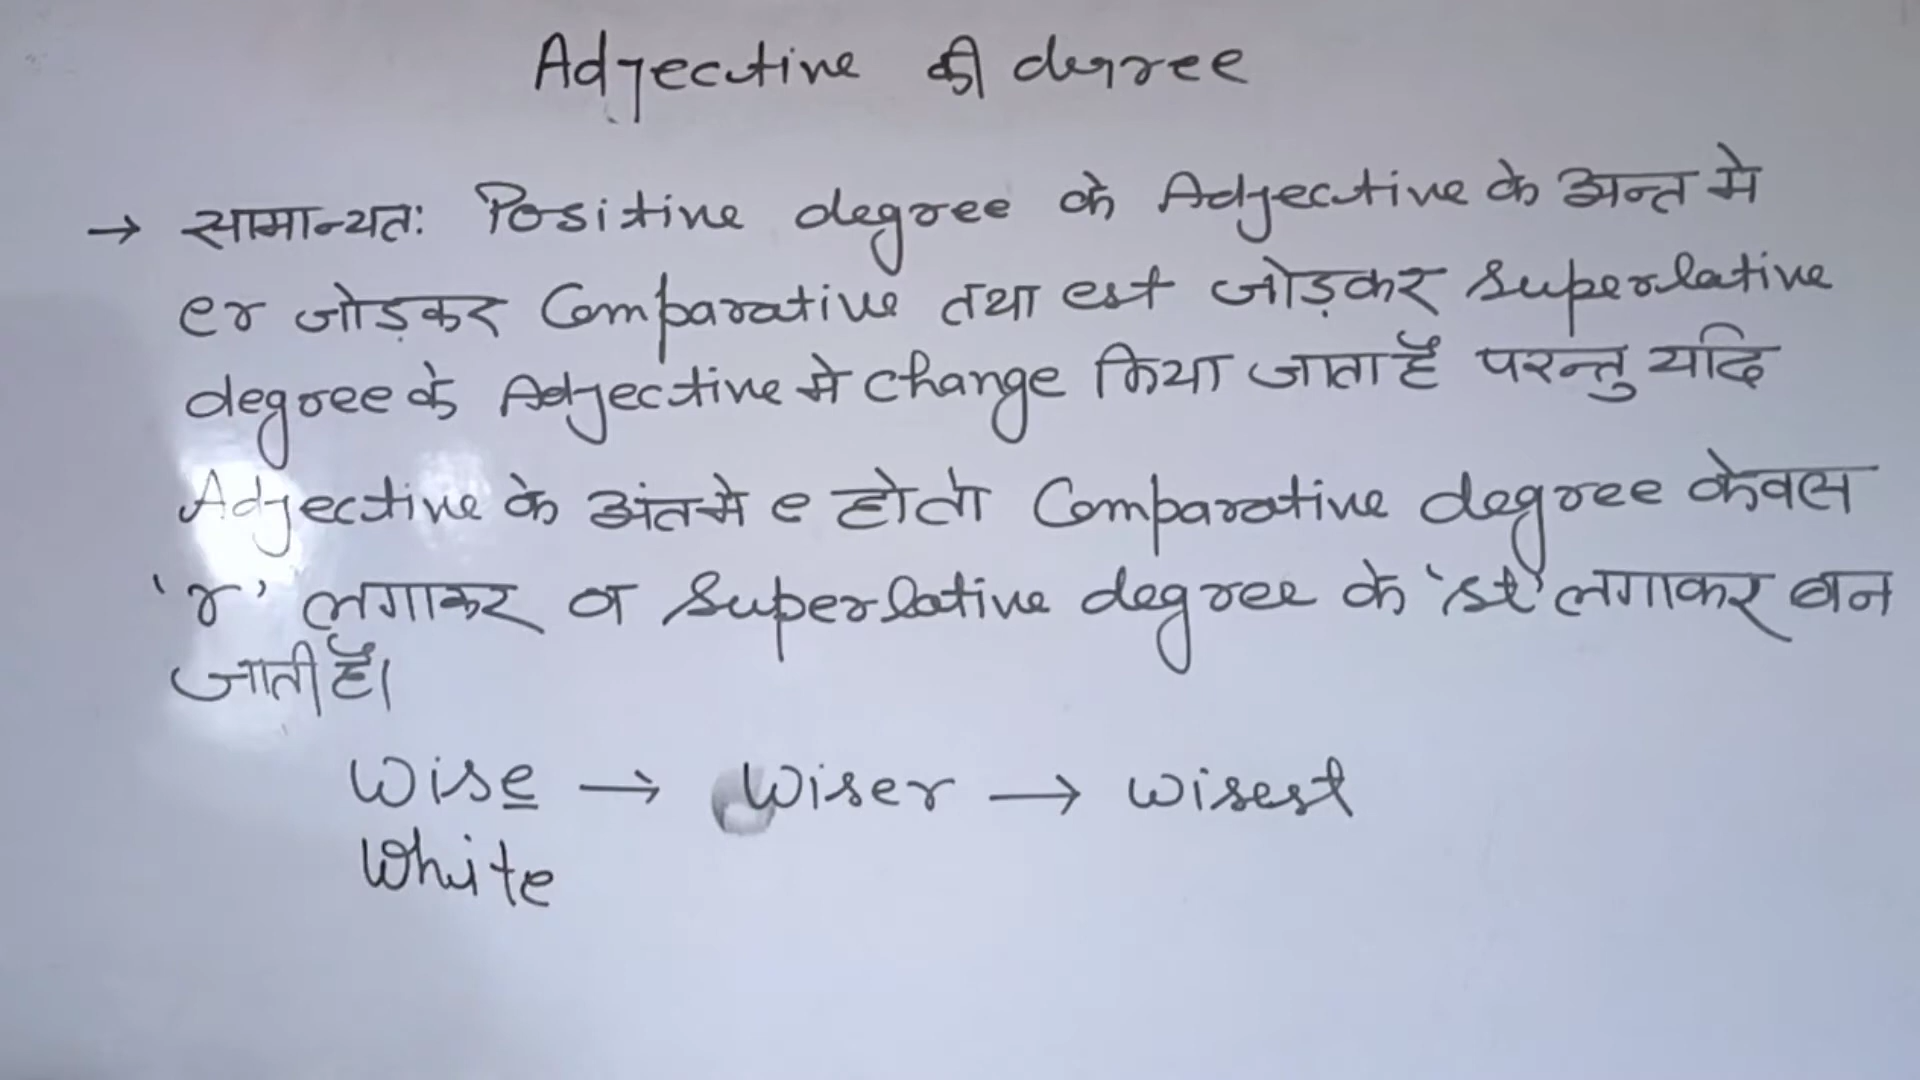 Adjective की degree
→ सामान्यतः Positive degree के Adjective के अन्त मे
er जोड़कर Comparative तथा est जोड़कर Superlative
degree के Adjective मे change किया जाता है परन्तु यदि
Adjective के अंत मे e हो तो Comparative degree केवल
'r' लगाकर व Superlative degree के 'st' लगाकर बन
जाती है।
Wise → Wiser → wisest
White